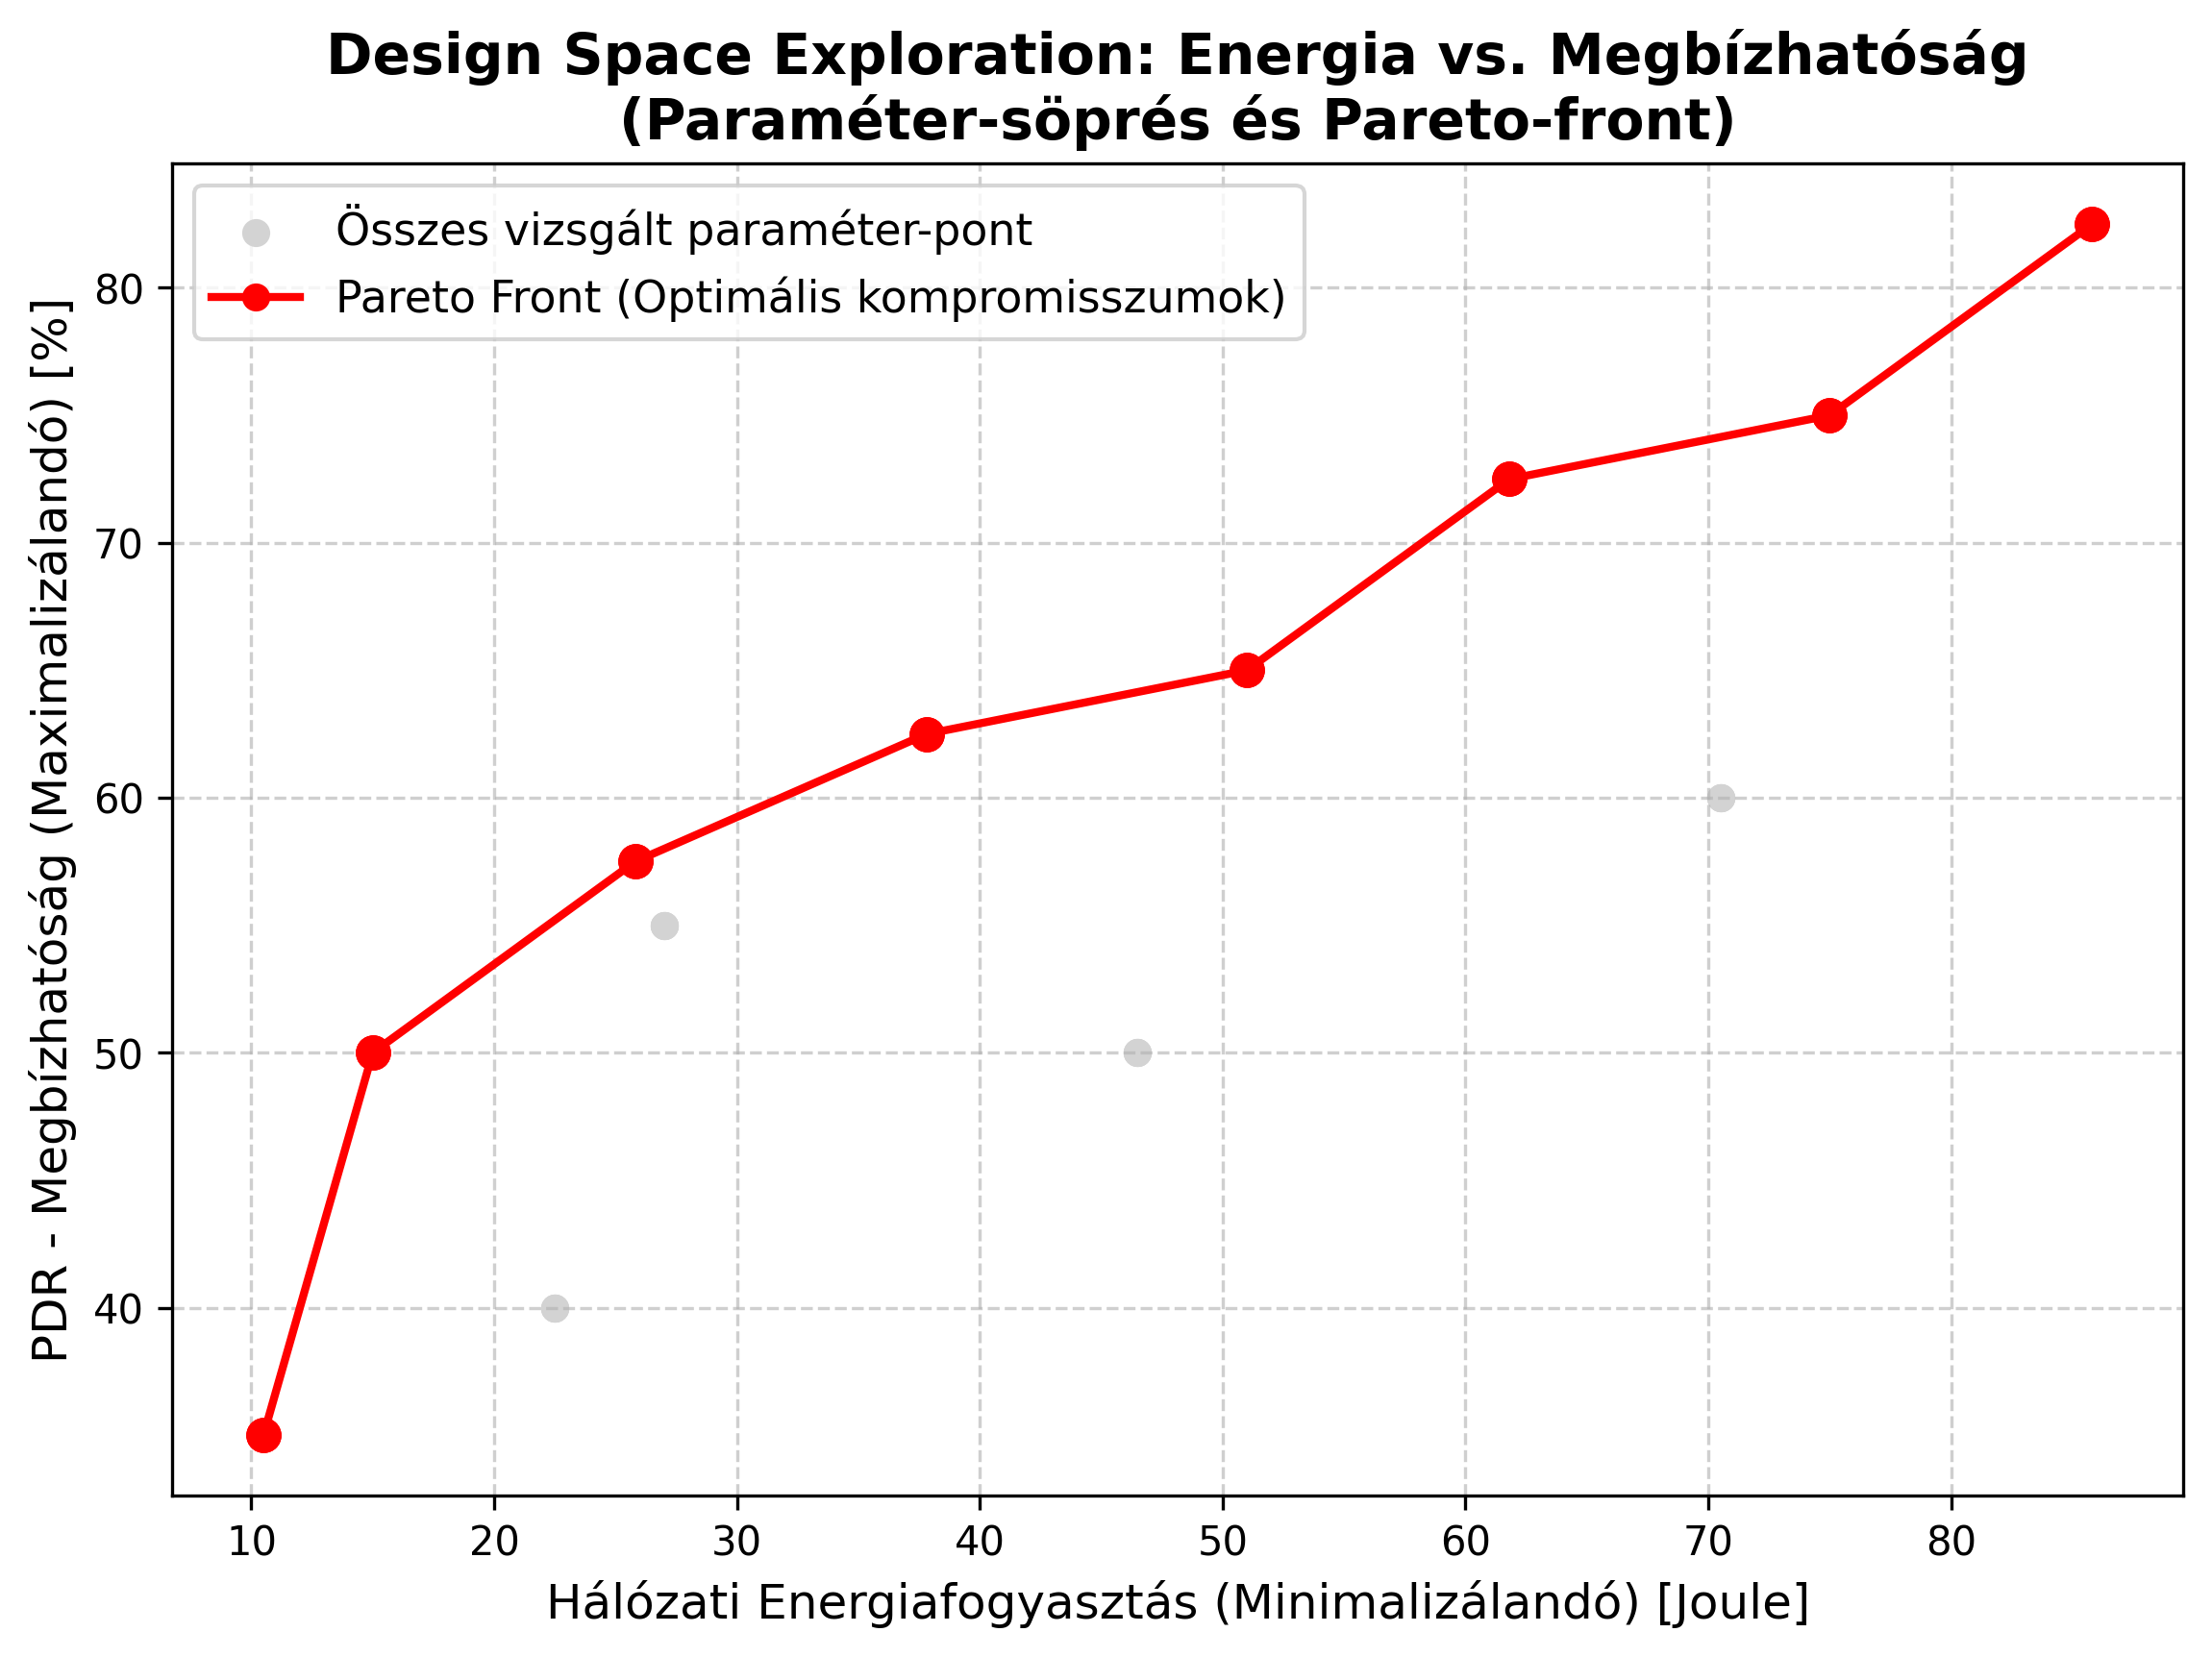 Design Space Exploration: Energia vs. Megbízhatóság
(Paraméter-söprés és Pareto-front)
Összes vizsgált paraméter-pont
Pareto Front (Optimális kompromisszumok)
PDR - Megbízhatóság (Maximalizálandó) [%]
80
70
60
50
40
10 20 30 40 50 60 70 80
Hálózati Energiafogyasztás (Minimalizálandó) [Joule]